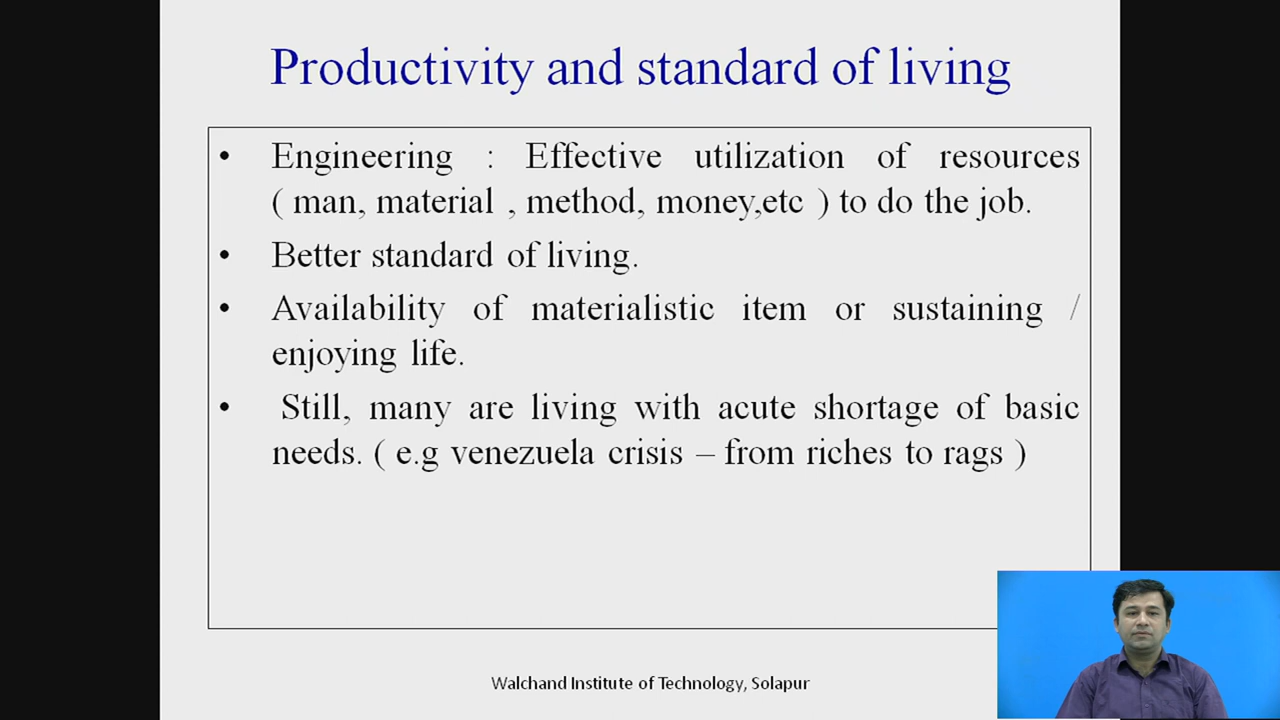 Productivity and standard of living
• Engineering : Effective utilization of resources
( man, material , method, money,etc ) to do the job.
• Better standard of living.
• Availability of materialistic item or sustaining /
enjoying life.
• Still, many are living with acute shortage of basic
needs. ( e.g venezuela crisis – from riches to rags )
Walchand Institute of Technology, Solapur